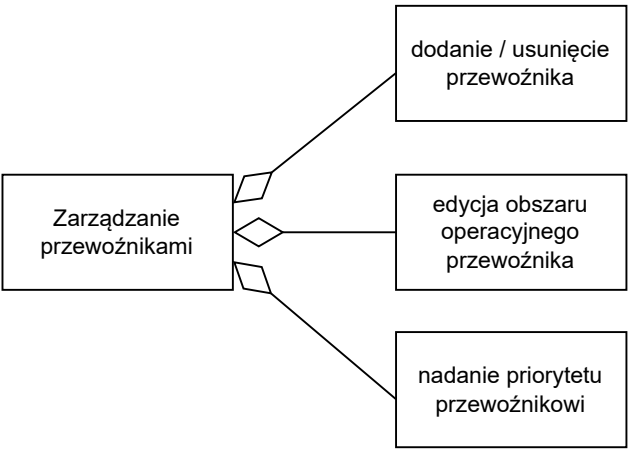 dodanie / usunięcie
przewoźnika
Zarządzanie
przewoźnikami
edycja obszaru
operacyjnego
przewoźnika
nadanie priorytetu
przewoźnikowi